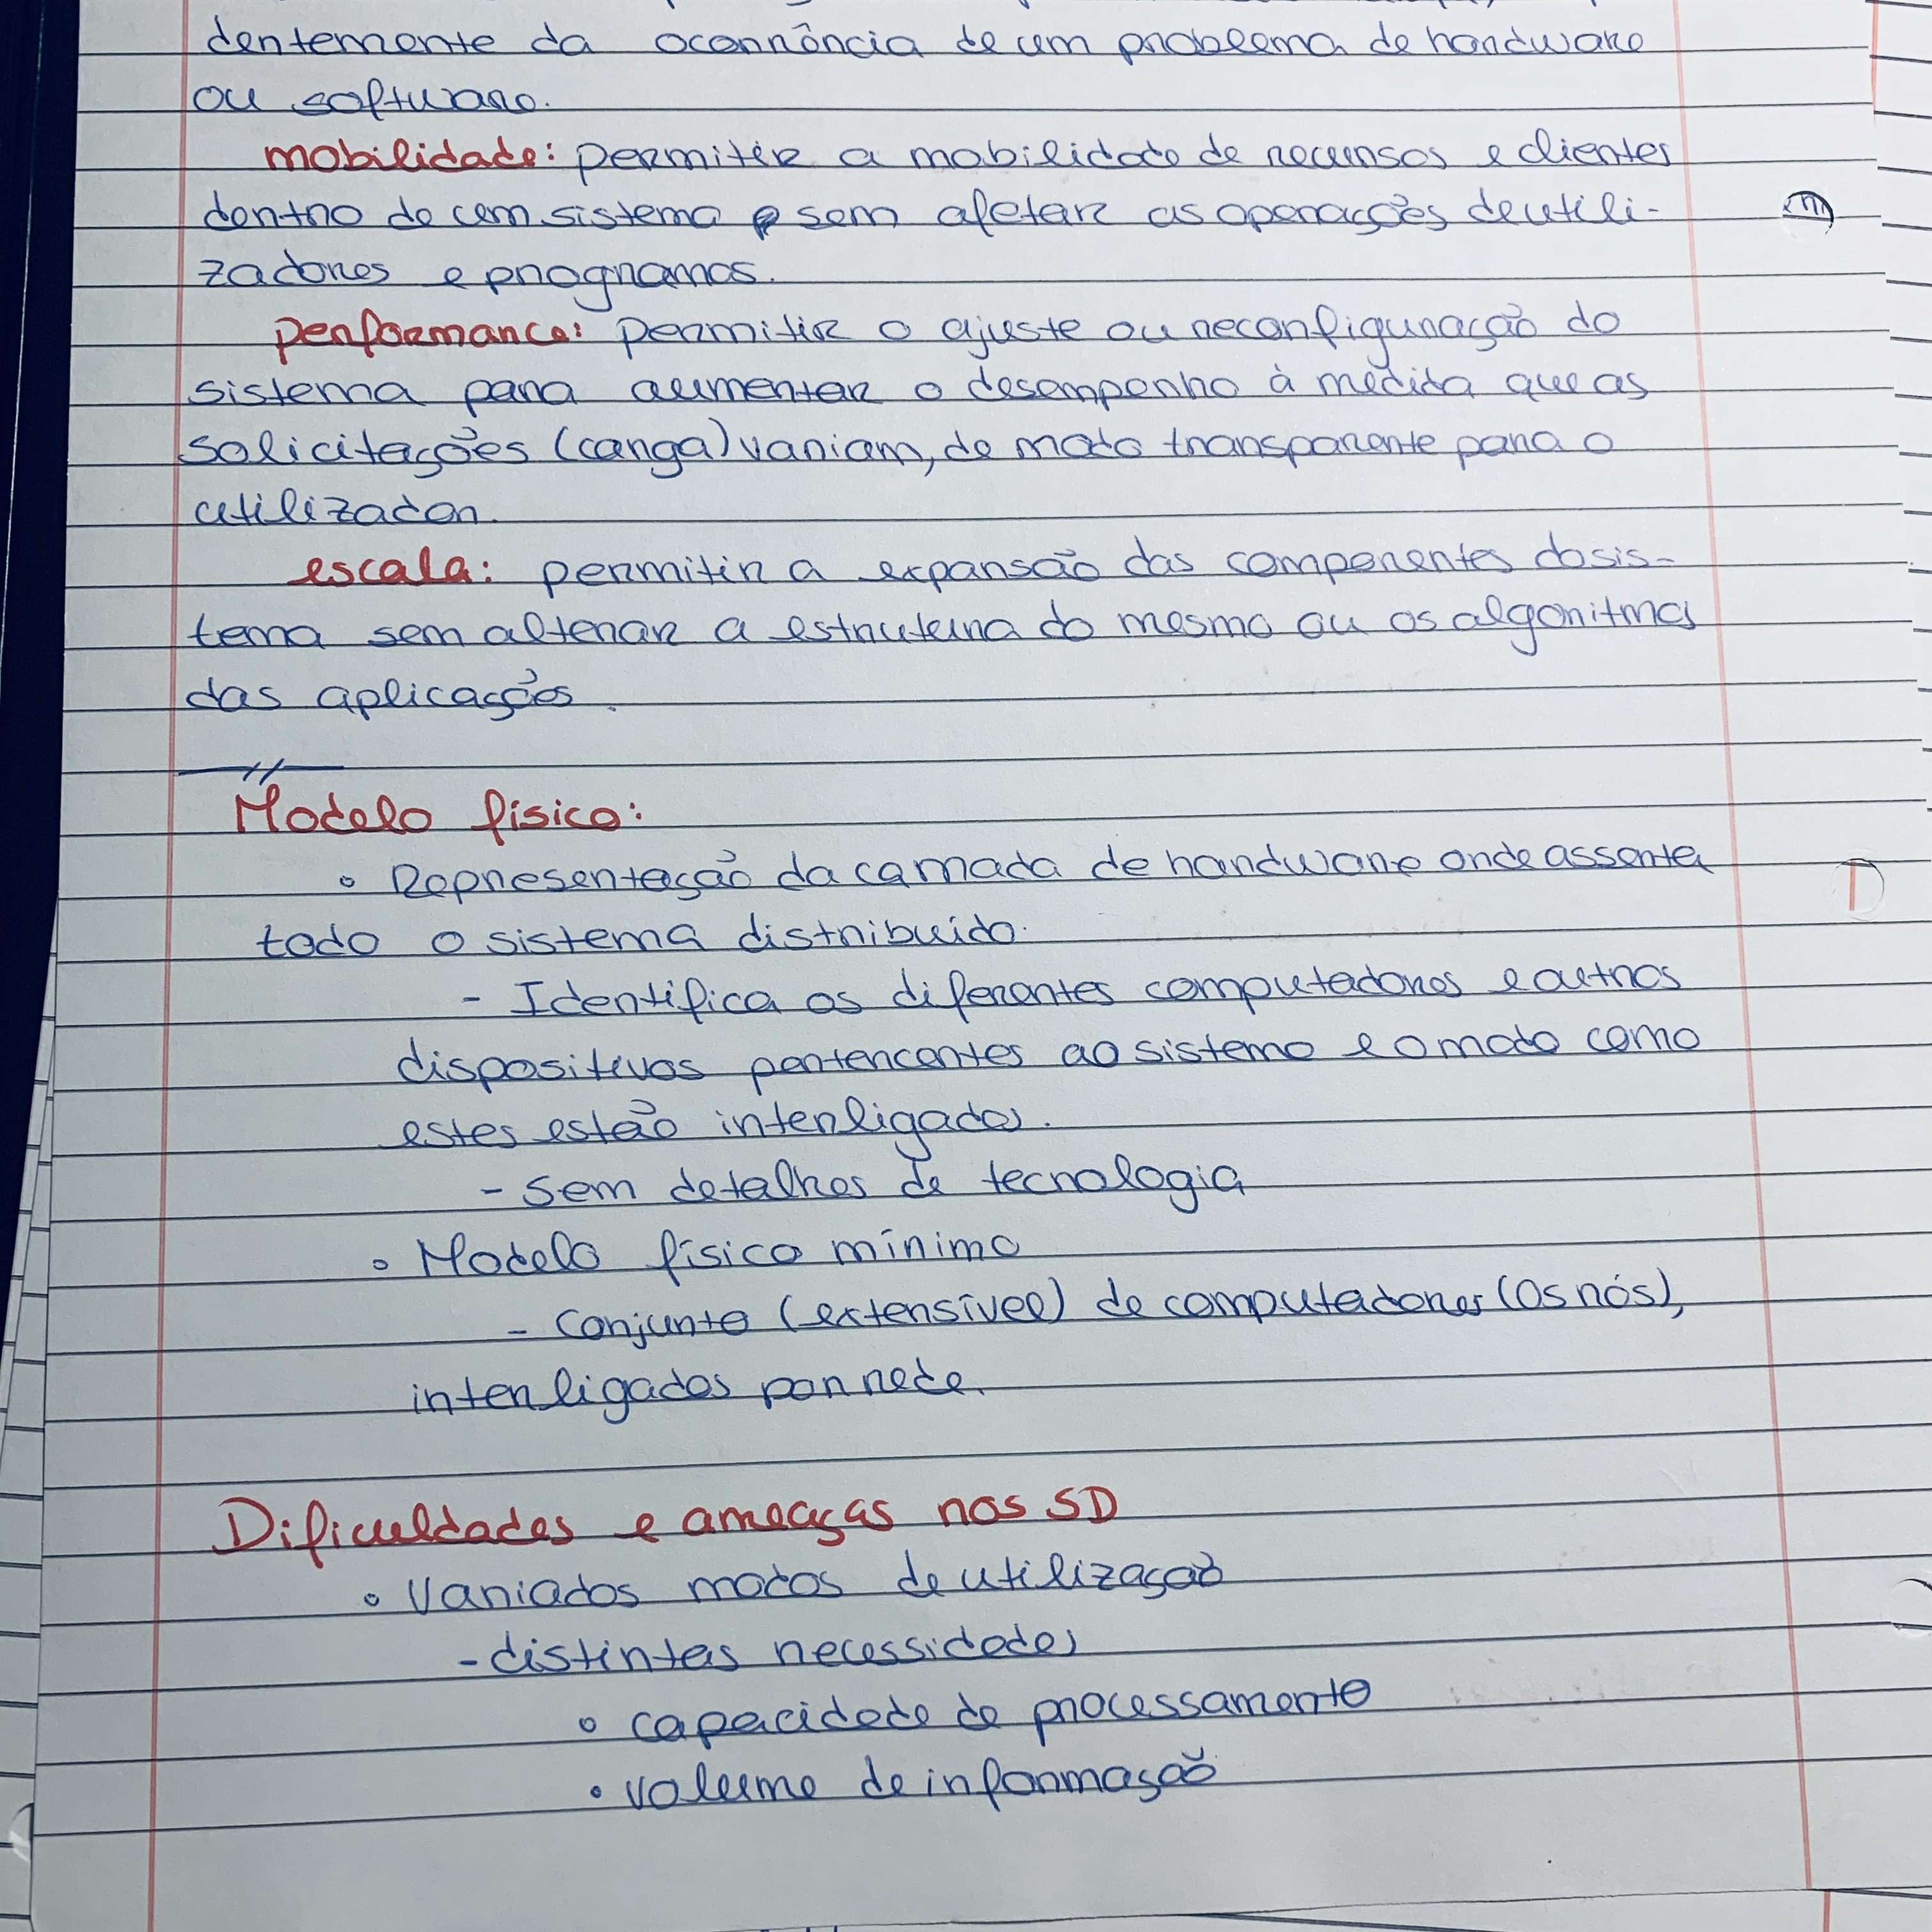 dentemente da ocorrência de um problema de hardware
ou software.
mobilidade: permitir a mobilidade de recursos e clientes
dentro de um sistema sem afetar as operações de utili-
zadores e programas.
performance: permitir o ajuste ou reconfiguração do
sistema para aumentar o desempenho à medida que as
solicitações (carga) variam, de modo transparente para o
utilizador.
escala: permitir a expansão das componentes do sis-
tema sem alterar a estrutura do mesmo ou os algoritmos
das aplicações.
Modelo físico:
• Representação da camada de hardware onde assenta
todo o sistema distribuído.
- Identifica os diferentes computadores e outros
dispositivos pertencentes ao sistema e o modo como
estes estão interligados.
- sem detalhes de tecnologia
• Modelo físico mínimo
- Conjunto (extensível) de computadores (os nós),
interligados por rede.
Dificuldades e ameaças nos SD
• Variados modos de utilização
- distintas necessidades
• capacidade de processamento
• volume de informação